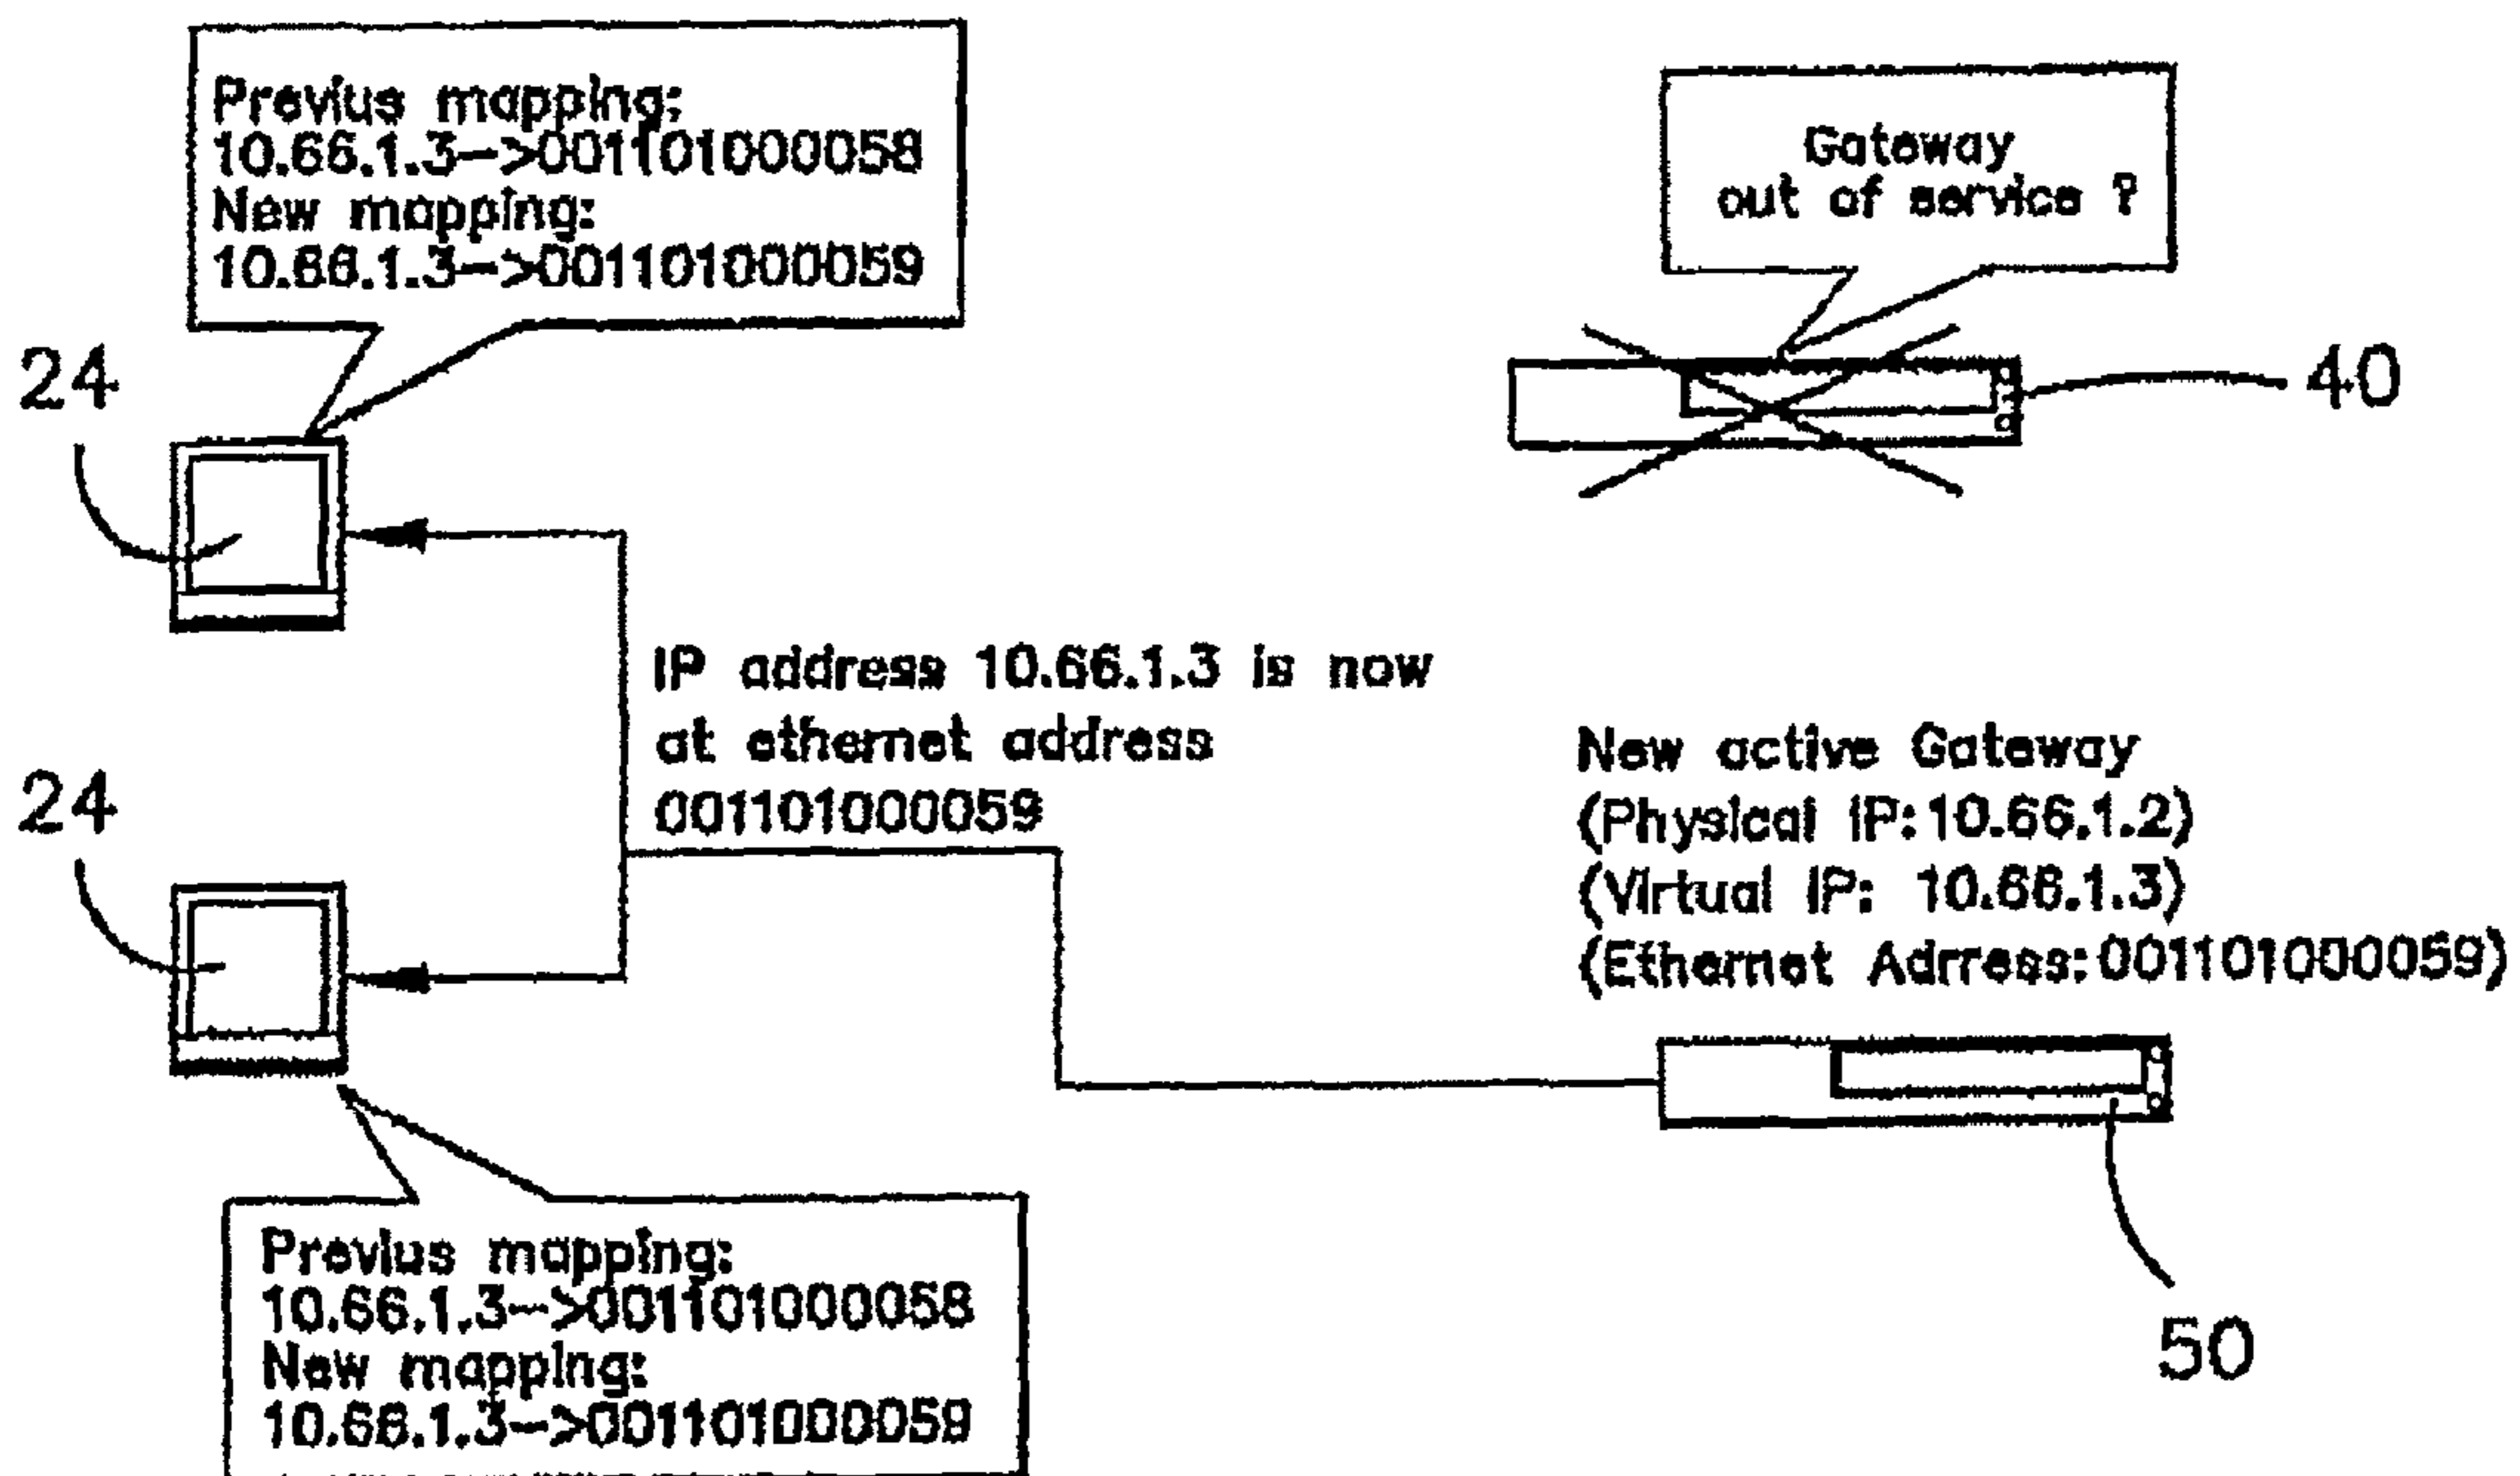 Previus mapping:
10.66.1.3-->001101000058
New mapping:
10.66.1.3-->001101000059
Gateway
out of service ?
24
40
IP address 10.66.1.3 is now
at ethernet address
001101000059
24
New active Gateway
(Physical IP:10.66.1.2)
(Virtual IP: 10.66.1.3)
(Ethernet Adrress:001101000059)
50
Previus mapping:
10.66.1.3-->001101000058
New mapping:
10.66.1.3-->001101000059